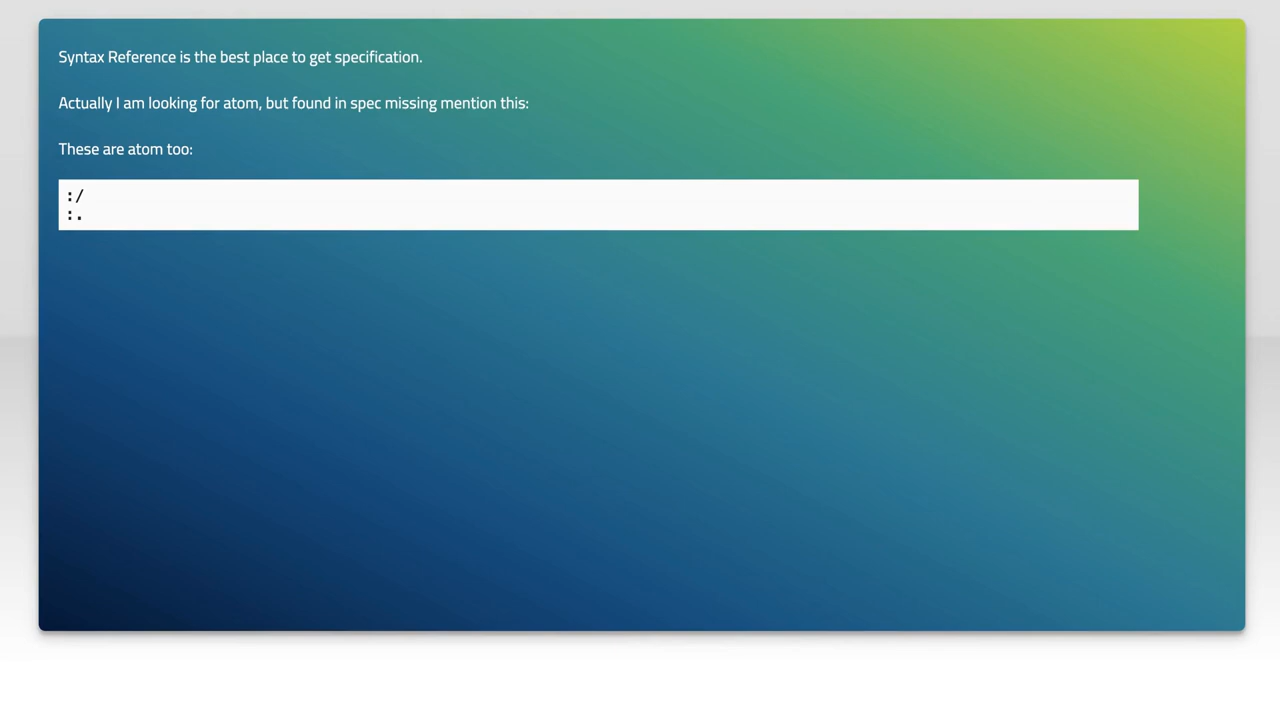 Syntax Reference is the best place to get specification.
Actually I am looking for atom, but found in spec missing mention this:
These are atom too:
:/
:.